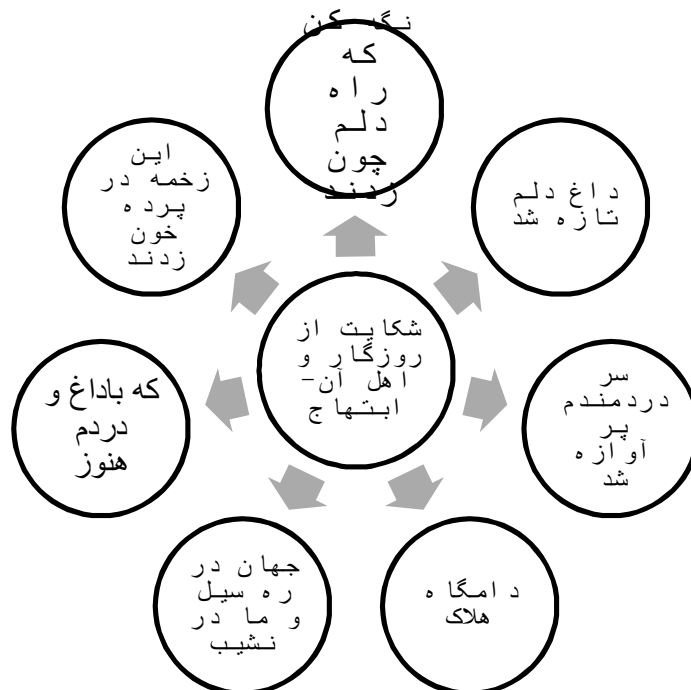 نگه کن
که
راه
دلم
چون
زدند
داغ دلم
تازه شد
سر
دردمندم
پر
آوازه
شد
دامگاه
هلاک
جهان در
ره سیل
و ما در
نشیب
که باداغ و
دردم
هنوز
این
زخمه در
پرده
خون
زدند
شکایت از
روزگار و
اهل آن-
ابتهاج